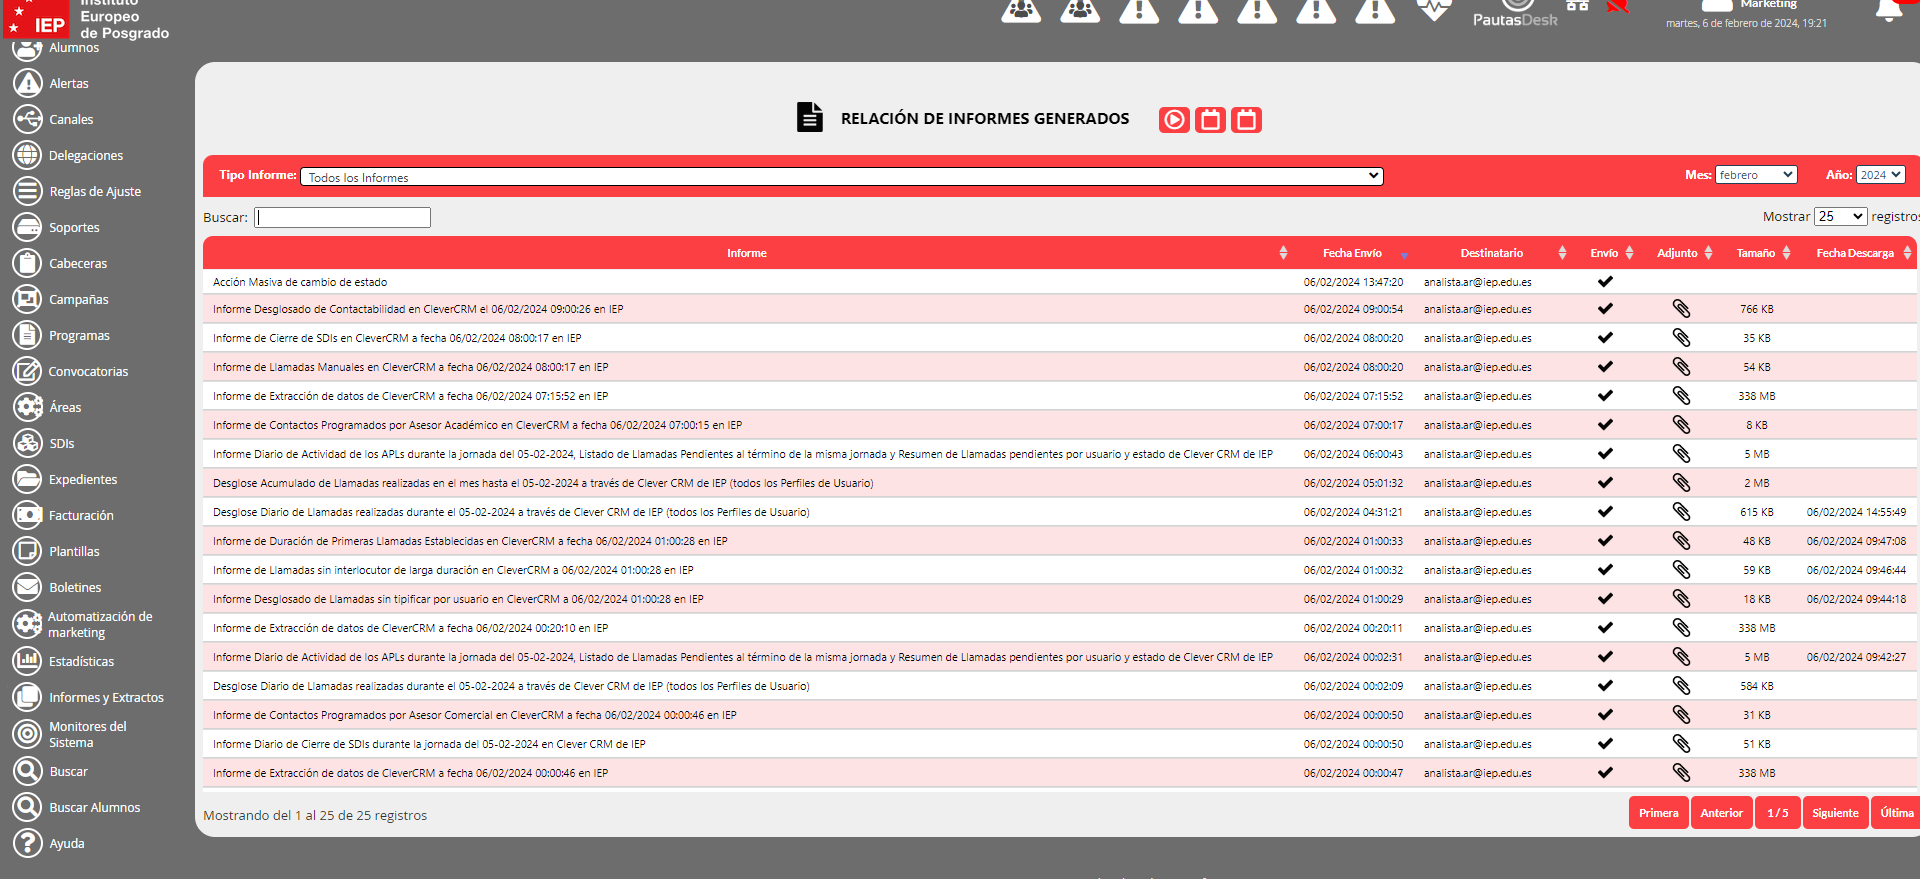 Instituto
Europeo
de Posgrado
IEP
PautasDesk
Marketing
martes, 6 de febrero de 2024, 19:21
Alumnos
Alertas
Canales
Delegaciones
Reglas de Ajuste
Soportes
Cabeceras
Campañas
Programas
Convocatorias
Áreas
SDIs
Expedientes
Facturación
Plantillas
Boletines
Automatización de
marketing
Estadísticas
Informes y Extractos
Monitores del
Sistema
Buscar
Buscar Alumnos
Ayuda
RELACIÓN DE INFORMES GENERADOS
Tipo Informe: Todos los Informes Mes: febrero Año: 2024
Buscar: Mostrar 25 registros
Informe Fecha Envío Destinatario Envío Adjunto Tamaño Fecha Descarga
Acción Masiva de cambio de estado 06/02/2024 13:47:20 analista.ar@iep.edu.es
Informe Desglosado de Contactabilidad en CleverCRM el 06/02/2024 09:00:26 en IEP 06/02/2024 09:00:54 analista.ar@iep.edu.es 766 KB
Informe de Cierre de SDIs en CleverCRM a fecha 06/02/2024 08:00:17 en IEP 06/02/2024 08:00:20 analista.ar@iep.edu.es 35 KB
Informe de Llamadas Manuales en CleverCRM a fecha 06/02/2024 08:00:17 en IEP 06/02/2024 08:00:20 analista.ar@iep.edu.es 54 KB
Informe de Extracción de datos de CleverCRM a fecha 06/02/2024 07:15:52 en IEP 06/02/2024 07:15:52 analista.ar@iep.edu.es 338 MB
Informe de Contactos Programados por Asesor Académico en CleverCRM a fecha 06/02/2024 07:00:15 en IEP 06/02/2024 07:00:17 analista.ar@iep.edu.es 8 KB
Informe Diario de Actividad de los APLs durante la jornada del 05-02-2024, Listado de Llamadas Pendientes al término de la misma jornada y Resumen de Llamadas pendientes por usuario y estado de Clever CRM de IEP 06/02/2024 06:00:43 analista.ar@iep.edu.es 5 MB
Desglose Acumulado de Llamadas realizadas en el mes hasta el 05-02-2024 a través de Clever CRM de IEP (todos los Perfiles de Usuario) 06/02/2024 05:01:32 analista.ar@iep.edu.es 2 MB
Desglose Diario de Llamadas realizadas durante el 05-02-2024 a través de Clever CRM de IEP (todos los Perfiles de Usuario) 06/02/2024 04:31:21 analista.ar@iep.edu.es 615 KB 06/02/2024 14:55:49
Informe de Duración de Primeras Llamadas Establecidas en CleverCRM a fecha 06/02/2024 01:00:28 en IEP 06/02/2024 01:00:33 analista.ar@iep.edu.es 48 KB 06/02/2024 09:47:08
Informe de Llamadas sin interlocutor de larga duración en CleverCRM a 06/02/2024 01:00:28 en IEP 06/02/2024 01:00:32 analista.ar@iep.edu.es 59 KB 06/02/2024 09:46:44
Informe Desglosado de Llamadas sin tipificar por usuario en CleverCRM a 06/02/2024 01:00:28 en IEP 06/02/2024 01:00:29 analista.ar@iep.edu.es 18 KB 06/02/2024 09:44:18
Informe de Extracción de datos de CleverCRM a fecha 06/02/2024 00:20:10 en IEP 06/02/2024 00:20:11 analista.ar@iep.edu.es 338 MB
Informe Diario de Actividad de los APLs durante la jornada del 05-02-2024, Listado de Llamadas Pendientes al término de la misma jornada y Resumen de Llamadas pendientes por usuario y estado de Clever CRM de IEP 06/02/2024 00:02:31 analista.ar@iep.edu.es 5 MB 06/02/2024 09:42:27
Desglose Diario de Llamadas realizadas durante el 05-02-2024 a través de Clever CRM de IEP (todos los Perfiles de Usuario) 06/02/2024 00:02:09 analista.ar@iep.edu.es 584 KB
Informe de Contactos Programados por Asesor Comercial en CleverCRM a fecha 06/02/2024 00:00:46 en IEP 06/02/2024 00:00:50 analista.ar@iep.edu.es 31 KB
Informe Diario de Cierre de SDIs durante la jornada del 05-02-2024 en Clever CRM de IEP 06/02/2024 00:00:50 analista.ar@iep.edu.es 51 KB
Informe de Extracción de datos de CleverCRM a fecha 06/02/2024 00:00:46 en IEP 06/02/2024 00:00:47 analista.ar@iep.edu.es 338 MB
Mostrando del 1 al 25 de 25 registros
Primera Anterior 1 / 5 Siguiente Última